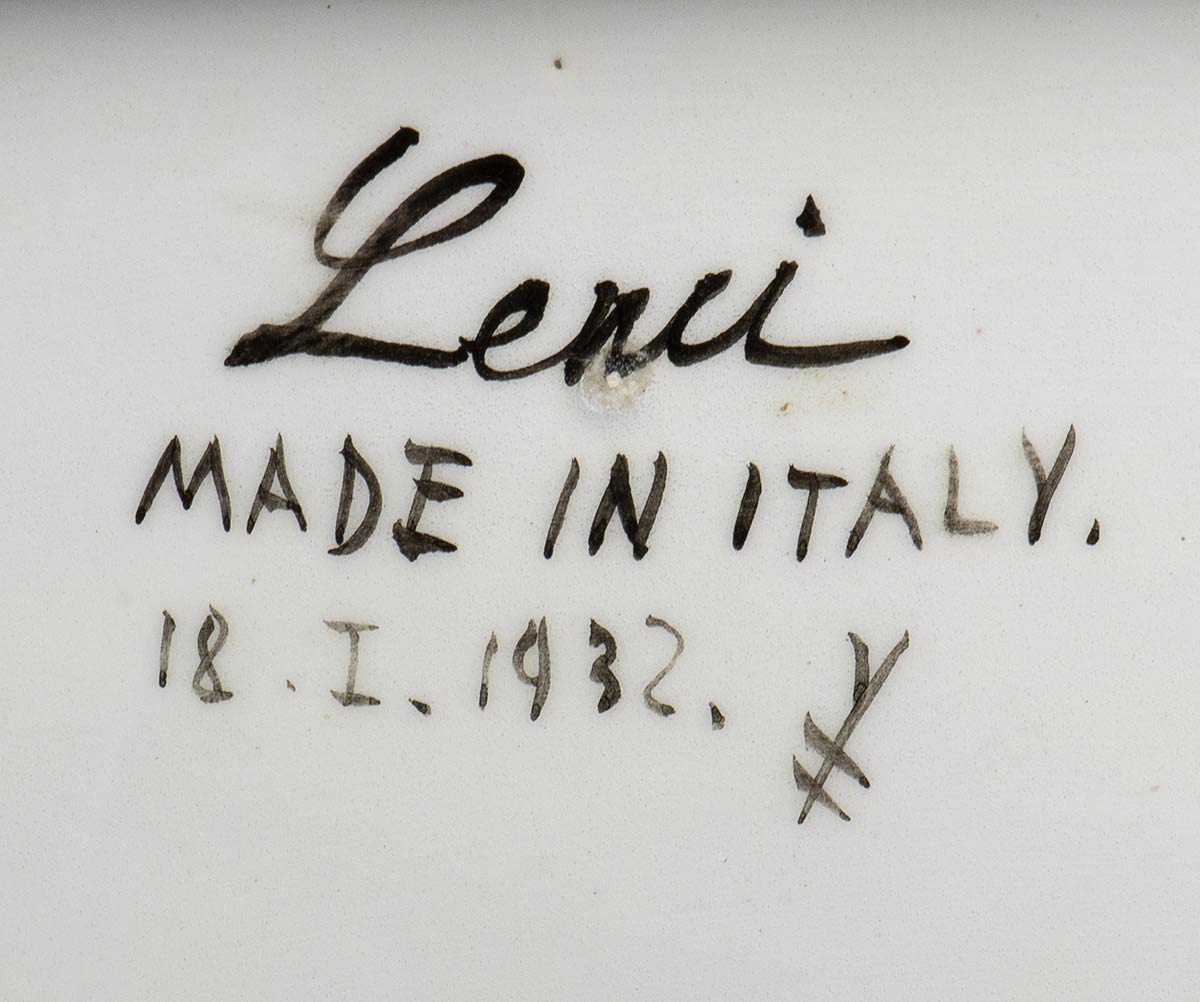 Lenci
MADE IN ITALY.
18.I.1932.